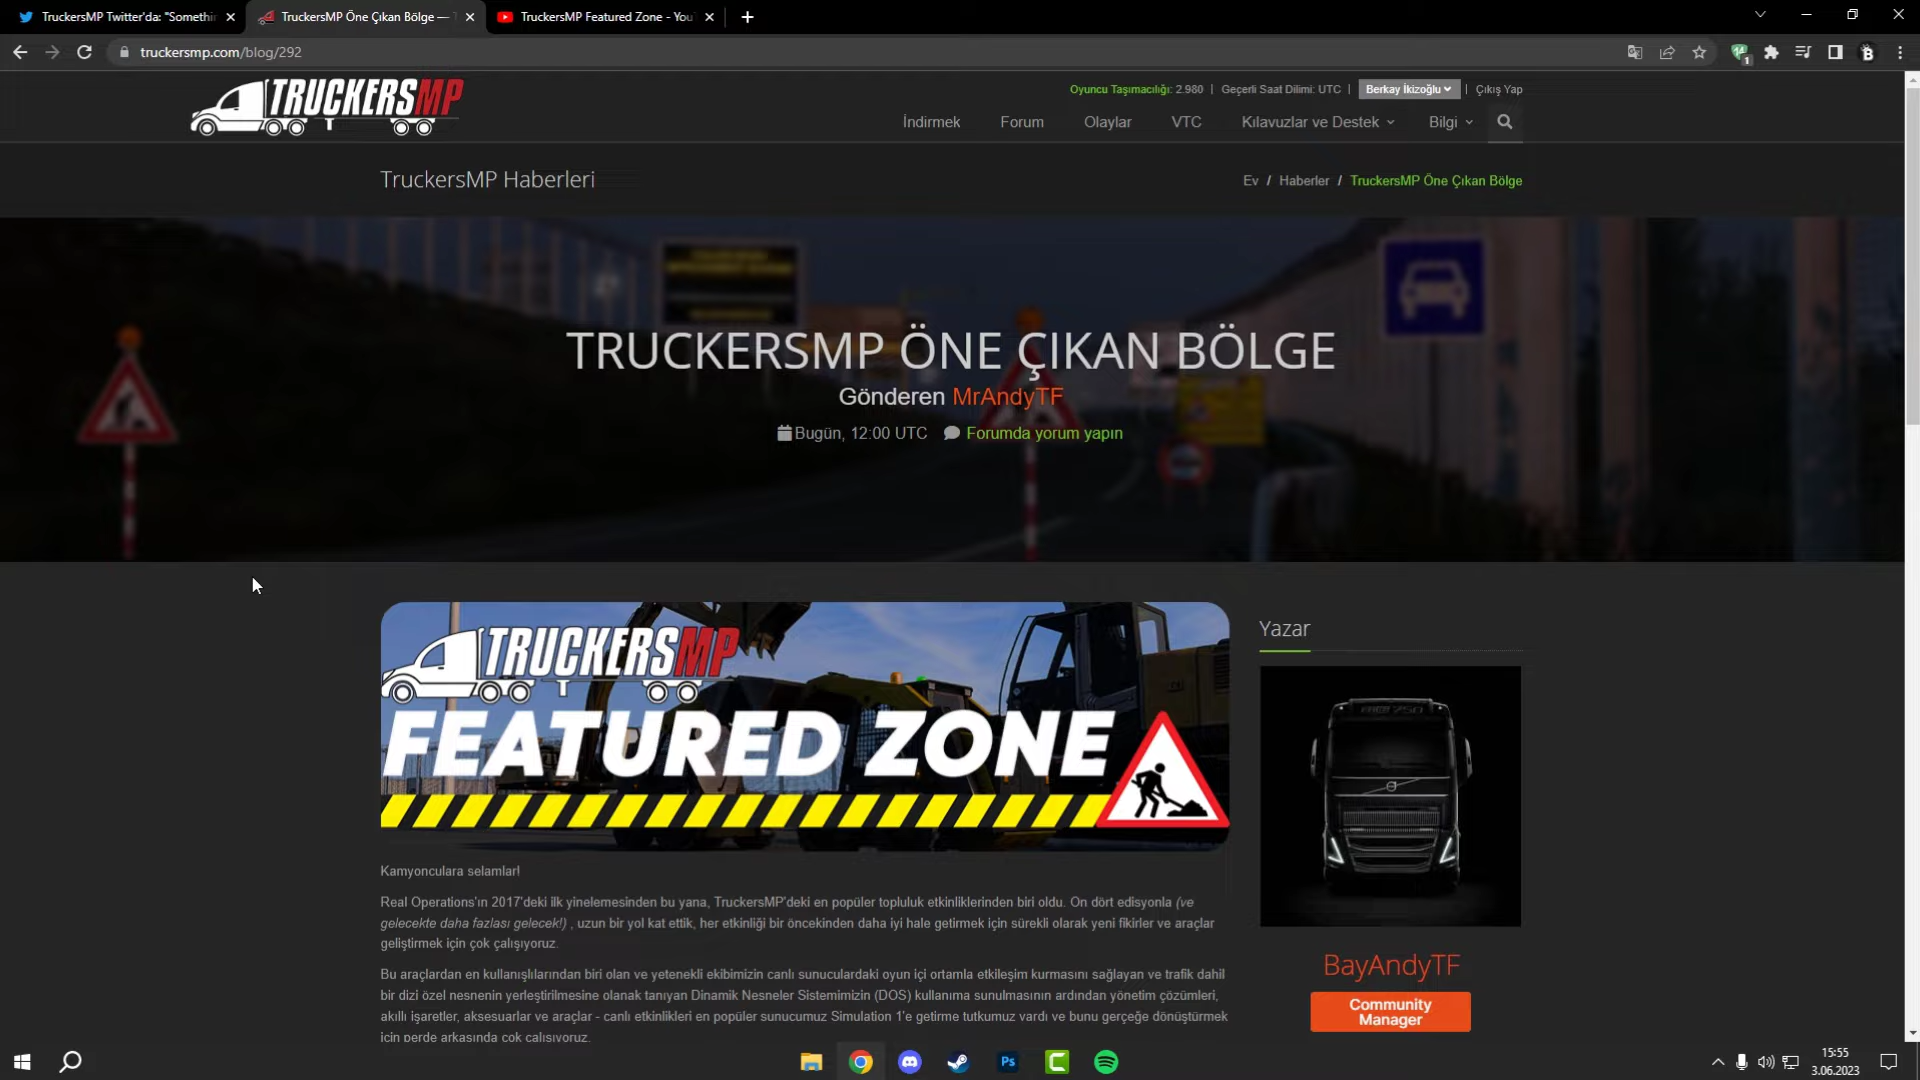 TruckersMP Twitter'da: "Somethin
TruckersMP Öne Çıkan Bölge — T
TruckersMP Featured Zone - YouT
truckersmp.com/blog/292
TRUCKERSMP
Oyuncu Taşımacılığı: 2.980 | Geçerli Saat Dilimi: UTC | Berkay İkizoğlu | Çıkış Yap
İndirmek Forum Olaylar VTC Kılavuzlar ve Destek Bilgi
TruckersMP Haberleri
Ev / Haberler / TruckersMP Öne Çıkan Bölge
TRUCKERSMP ÖNE ÇIKAN BÖLGE
Gönderen MrAndyTF
Bugün, 12:00 UTC Forumda yorum yapın
TRUCKERSMP
FEATURED ZONE
Yazar
Kamyonculara selamlar!
Real Operations'ın 2017'deki ilk yinelemesinden bu yana, TruckersMP'deki en popüler topluluk etkinliklerinden biri oldu. On dört edisyonla (ve
gelecekte daha fazlası gelecek!) , uzun bir yol kat ettik, her etkinliği bir öncekinden daha iyi hale getirmek için sürekli olarak yeni fikirler ve araçlar
geliştirmek için çok çalışıyoruz.
Bu araçlardan en kullanışlılarından biri olan ve yetenekli ekibimizin canlı sunuculardaki oyun içi ortamla etkileşim kurmasını sağlayan ve trafik dahil
bir dizi özel nesnenin yerleştirilmesine olanak tanıyan Dinamik Nesneler Sistemimizin (DOS) kullanıma sunulmasının ardından yönetim çözümleri,
akıllı işaretler, aksesuarlar ve araçlar - canlı etkinlikleri en popüler sunucumuz Simulation 1'e getirme tutkumuz vardı ve bunu gerçeğe dönüştürmek
için perde arkasında çok çalışıyoruz.
BayAndyTF
Community
Manager
Ps
15:55
3.06.2023